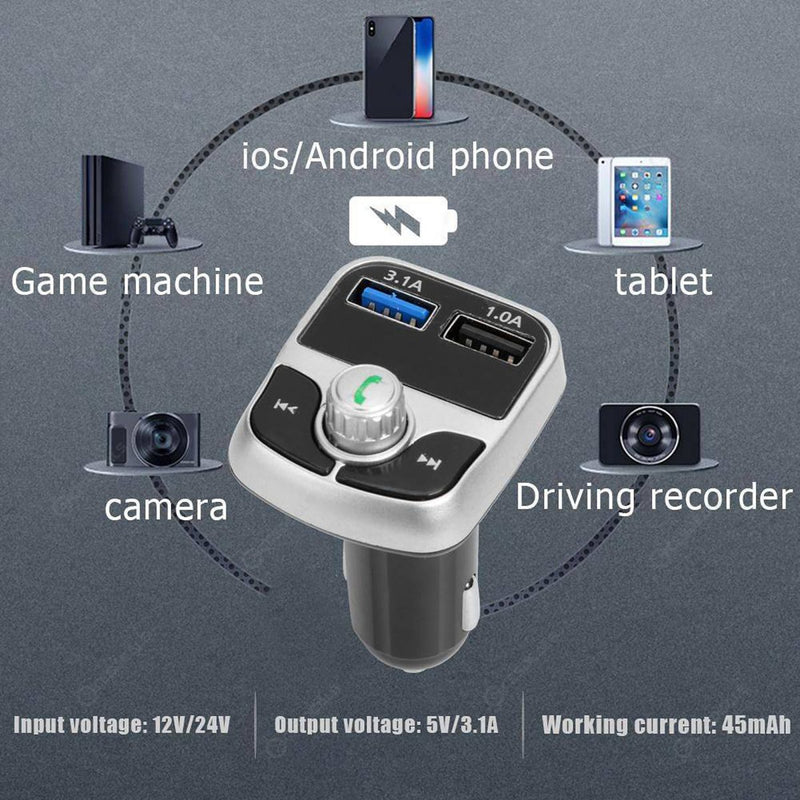 ios/Android phone
Game machine
tablet
3.1A
1.0A
camera
Driving recorder
Input voltage: 12V/24V
Output voltage: 5V/3.1A
Working current: 45mAh